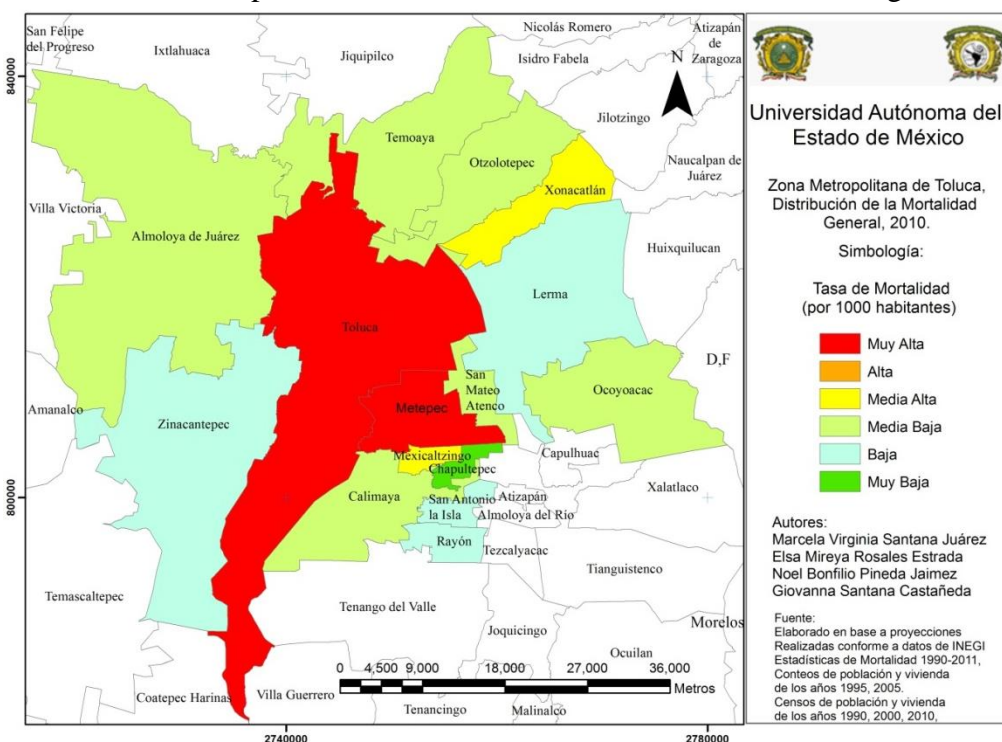 San Felipe
del Progreso
Ixtlahuaca
Jiquipilco
Nicolás Romero
Atizapán
de
Zaragoza
Isidro Fabela
N
840000
Jilotzingo
Temoaya
Otzolotepec
Naucalpan de
Juárez
Xonacatlán
Villa Victoria
Almoloya de Juárez
Huixquilucan
Lerma
Toluca
D,F
San
Mateo
Atenco
Ocoyoacac
Amanalco
Zinacantepec
Metepec
Mexicaltzingo
Chapultepec
Capulhuac
800000
Calimaya
San Antonio
la Isla
Atizapán
Almoloya del Río
Xalatlaco
Rayón
Tezcalyacac
Tianguistenco
Temascaltepec
Tenango del Valle
Joquicingo
Morelos
Ocuilan
0 4,500 9,000 18,000 27,000 36,000
Metros
Coatepec Harinas
Villa Guerrero
Tenancingo
Malinalco
2740000
2780000
Universidad Autónoma del
Estado de México
Zona Metropolitana de Toluca,
Distribución de la Mortalidad
General, 2010.
Simbología:
Tasa de Mortalidad
(por 1000 habitantes)
Muy Alta
Alta
Media Alta
Media Baja
Baja
Muy Baja
Autores:
Marcela Virginia Santana Juárez
Elsa Mireya Rosales Estrada
Noel Bonfilio Pineda Jaimez
Giovanna Santana Castañeda
Fuente:
Elaborado en base a proyecciones
Realizadas conforme a datos de INEGI
Estadísticas de Mortalidad 1990-2011,
Conteos de población y vivienda
de los años 1995, 2005.
Censos de población y vivienda
de los años 1990, 2000, 2010,